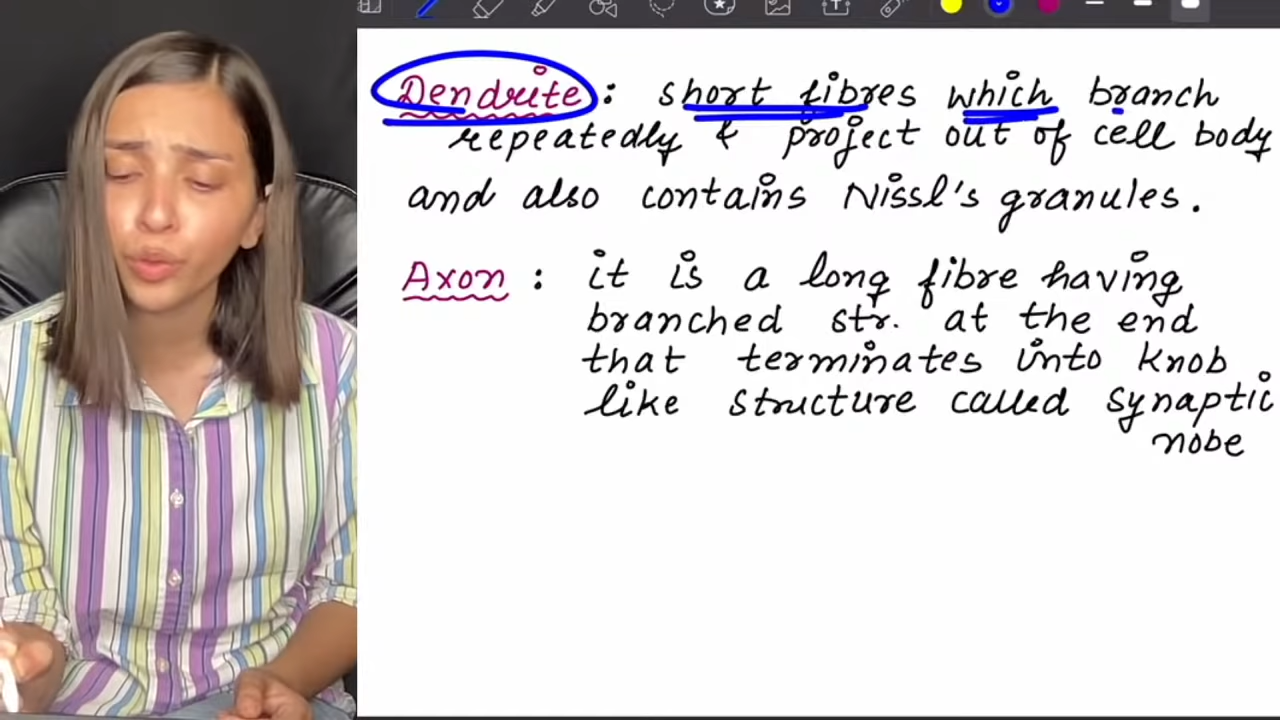 Dendrite : short fibres which branch
repeatedly & project out of cell body
and also contains Nissl's granules.
Axon : it is a long fibre having
branched str. at the end
that terminates into knob
like structure called synaptic
nobe